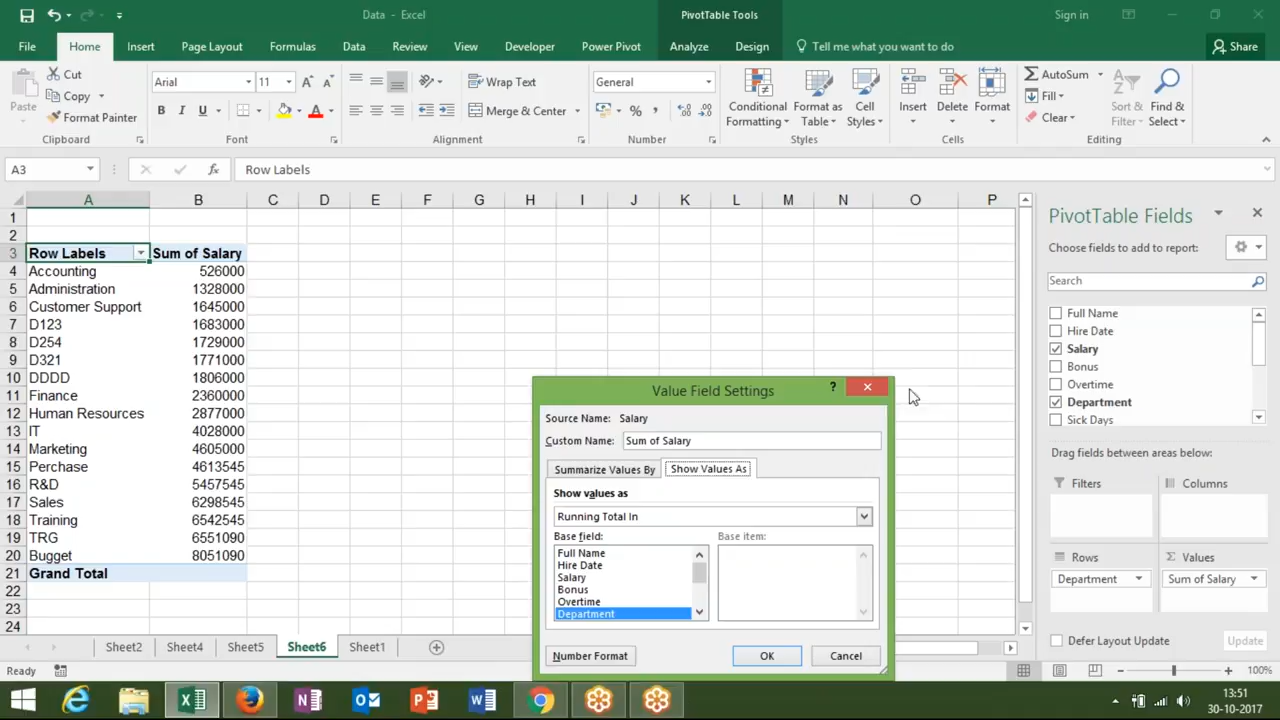 Data - Excel
PivotTable Tools
Sign in
File Home Insert Page Layout Formulas Data Review View Developer Power Pivot Analyze Design Tell me what you want to do Share
Paste
Cut
Copy
Format Painter
Clipboard
Arial 11
B I U
Font
Wrap Text
Merge & Center
Alignment
General
% ,
Number
Conditional Formatting
Format as Table
Cell Styles
Styles
Insert
Delete
Format
Cells
AutoSum
Fill
Clear
Sort & Filter
Find & Select
Editing
A3 fx Row Labels
A B C D E F G H I J K L M N O P
1
2
3 Row Labels Sum of Salary
4 Accounting 526000
5 Administration 1328000
6 Customer Support 1645000
7 D123 1683000
8 D254 1729000
9 D321 1771000
10 DDDD 1806000
11 Finance 2360000
12 Human Resources 2877000
13 IT 4028000
14 Marketing 4605000
15 Perchase 4613545
16 R&D 5457545
17 Sales 6298545
18 Training 6542545
19 TRG 6551090
20 Bugget 8051090
21 Grand Total
22
23
24
Value Field Settings ?
Source Name: Salary
Custom Name: Sum of Salary
Summarize Values By Show Values As
Show values as
Running Total In
Base field: Base item:
Full Name
Hire Date
Salary
Bonus
Overtime
Department
Number Format OK Cancel
PivotTable Fields
Choose fields to add to report:
Search
Full Name
Hire Date
Salary
Bonus
Overtime
Department
Sick Days
Drag fields between areas below:
Filters Columns
Rows Σ Values
Department Sum of Salary
Defer Layout Update Update
Sheet2 Sheet4 Sheet5 Sheet6 Sheet1
Ready
100%
13:51
30-10-2017